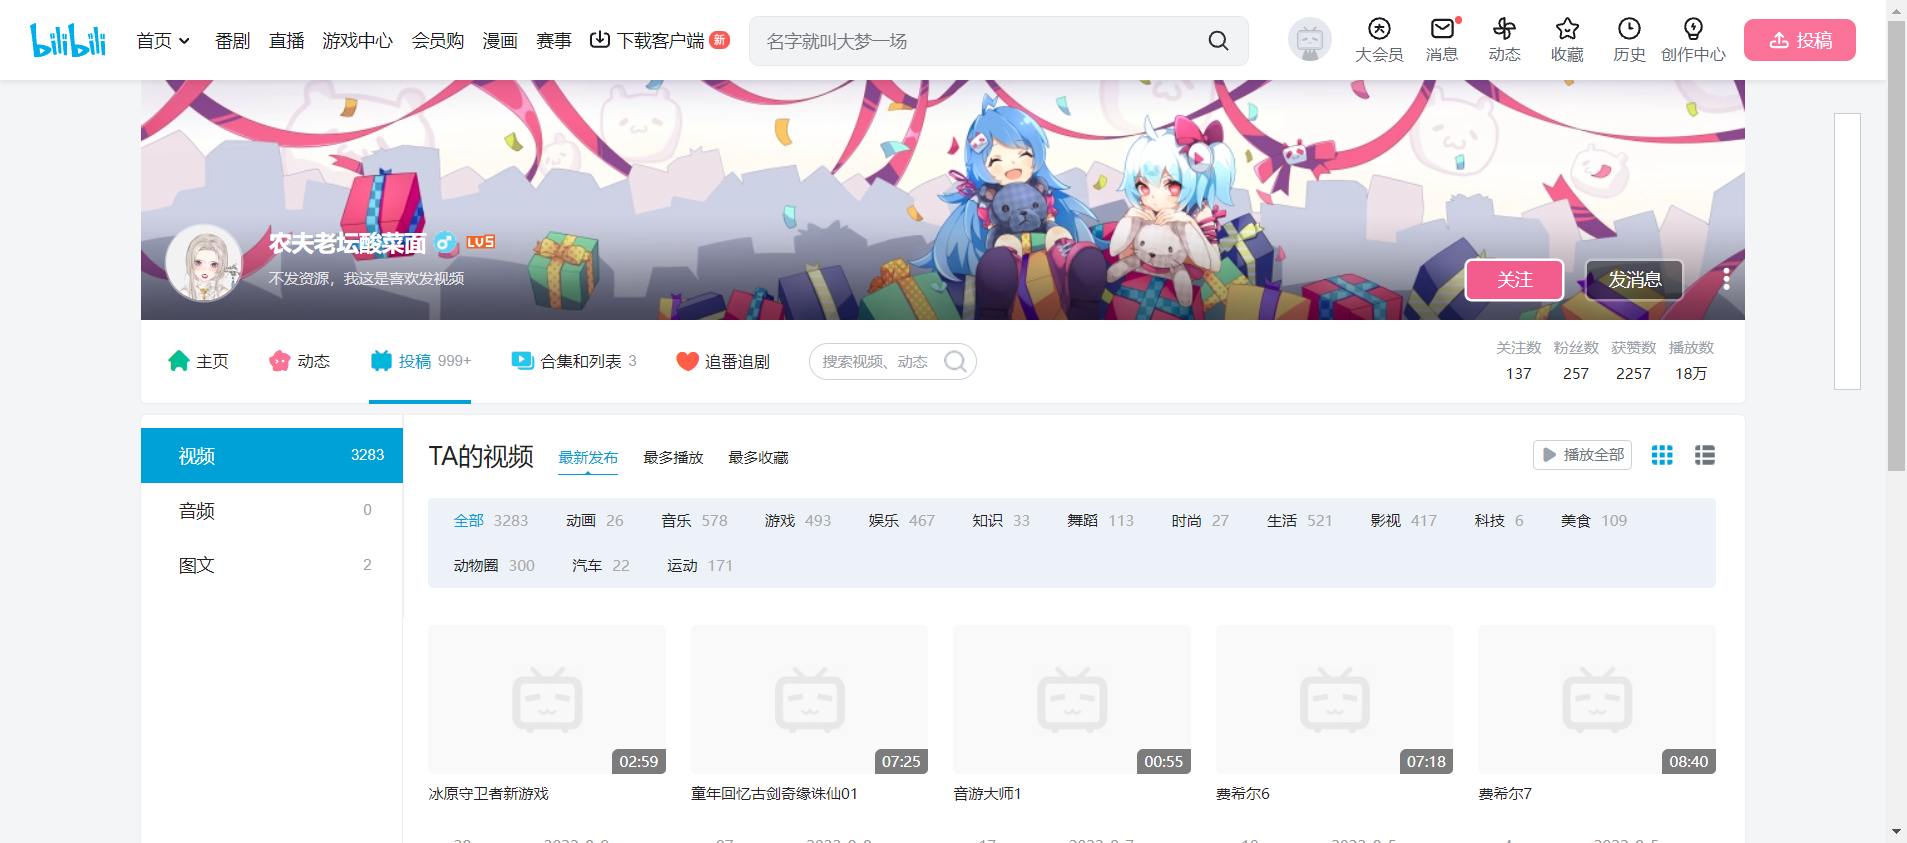 bilibili 首页 番剧 直播 游戏中心 会员购 漫画 赛事 下载客户端 新 名字就叫大梦一场 大会员 消息 动态 收藏 历史 创作中心 投稿
农夫老坛酸菜面 LV5
不发资源，我这是喜欢发视频
关注 发消息
主页 动态 投稿 999+ 合集和列表 3 追番追剧 搜索视频、动态
关注数 粉丝数 获赞数 播放数
137 257 2257 18万
视频 3283
音频 0
图文 2
TA的视频 最新发布 最多播放 最多收藏 播放全部
全部 3283 动画 26 音乐 578 游戏 493 娱乐 467 知识 33 舞蹈 113 时尚 27 生活 521 影视 417 科技 6 美食 109
动物圈 300 汽车 22 运动 171
02:59 07:25 00:55 07:18 08:40
冰原守卫者新游戏 童年回忆古剑奇缘诛仙01 音游大师1 费希尔6 费希尔7